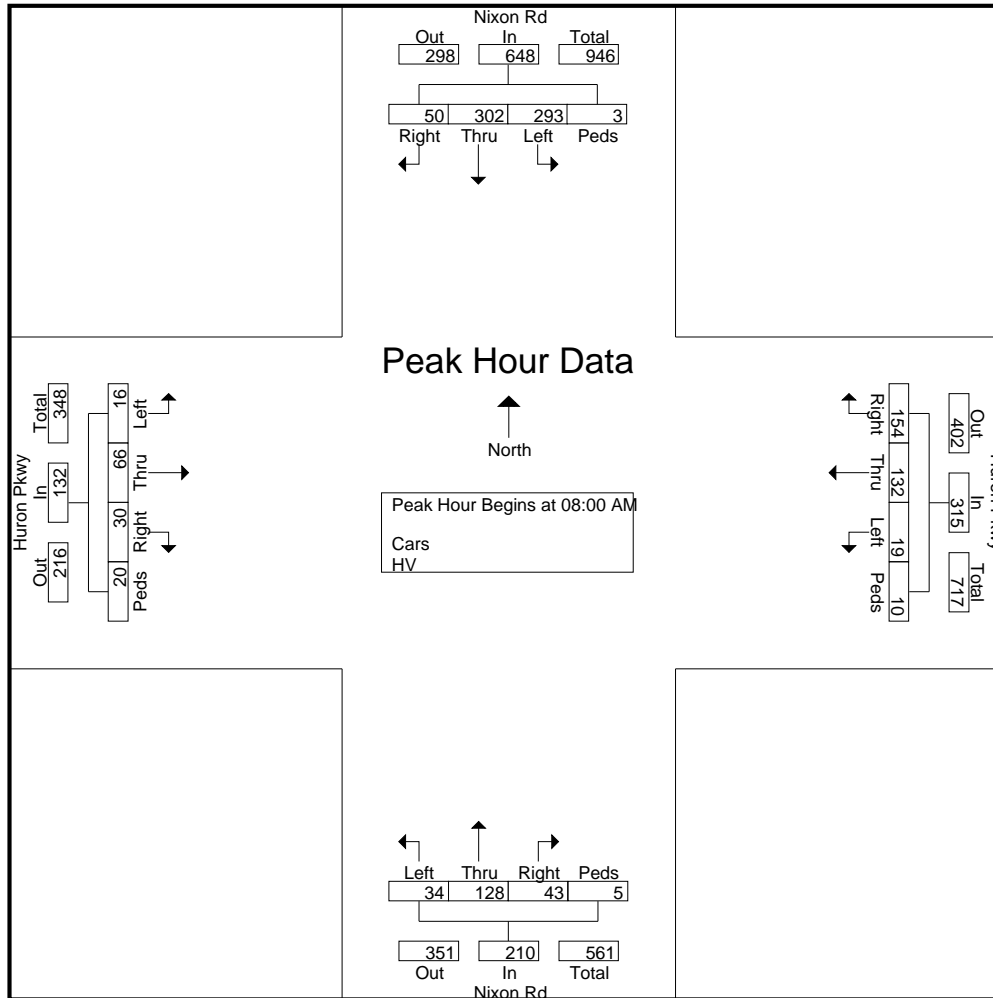 Nixon Rd
Out In Total
298 648 946
50 302 293 3
Right Thru Left Peds
Peak Hour Data
North
Peak Hour Begins at 08:00 AM
Cars
HV
Huron Pkwy
Total In Out
348 132 216
16 66 30 20
Left Thru Right Peds
Right Thru Left Peds
154 132 19 10
Out In Total
402 315 717
Left Thru Right Peds
34 128 43 5
351 210 561
Out In Total
Nixon Rd